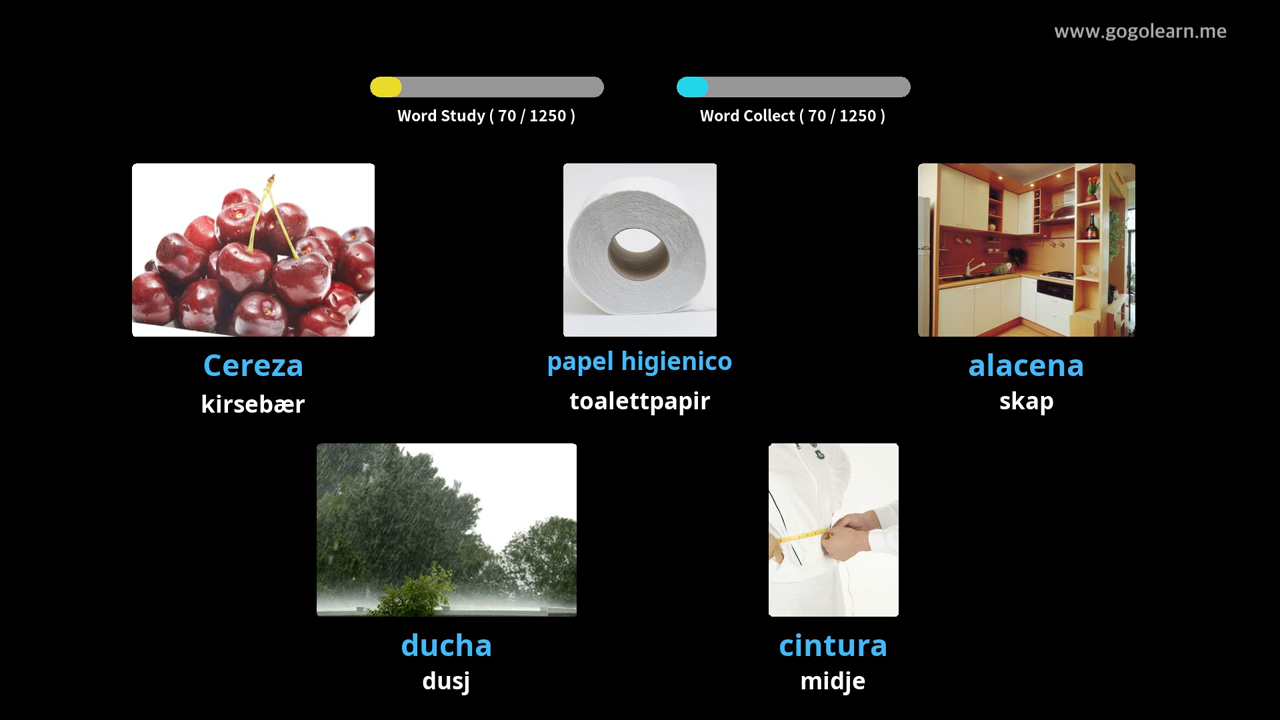 www.gogolearn.me
Word Study ( 70 / 1250 )
Word Collect ( 70 / 1250 )
Cereza
kirsebær
papel higienico
toalettpapir
alacena
skap
ducha
dusj
cintura
midje